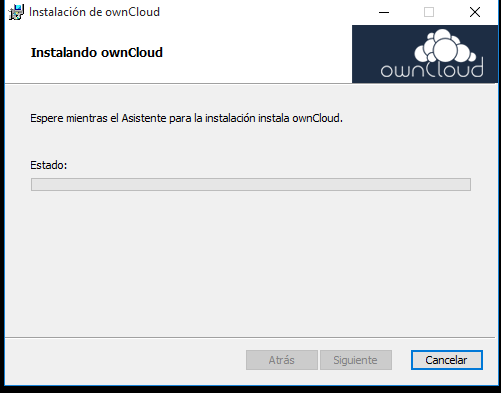 Instalación de ownCloud
Instalando ownCloud
ownCloud
Espere mientras el Asistente para la instalación instala ownCloud.
Estado:
Atrás
Siguiente
Cancelar